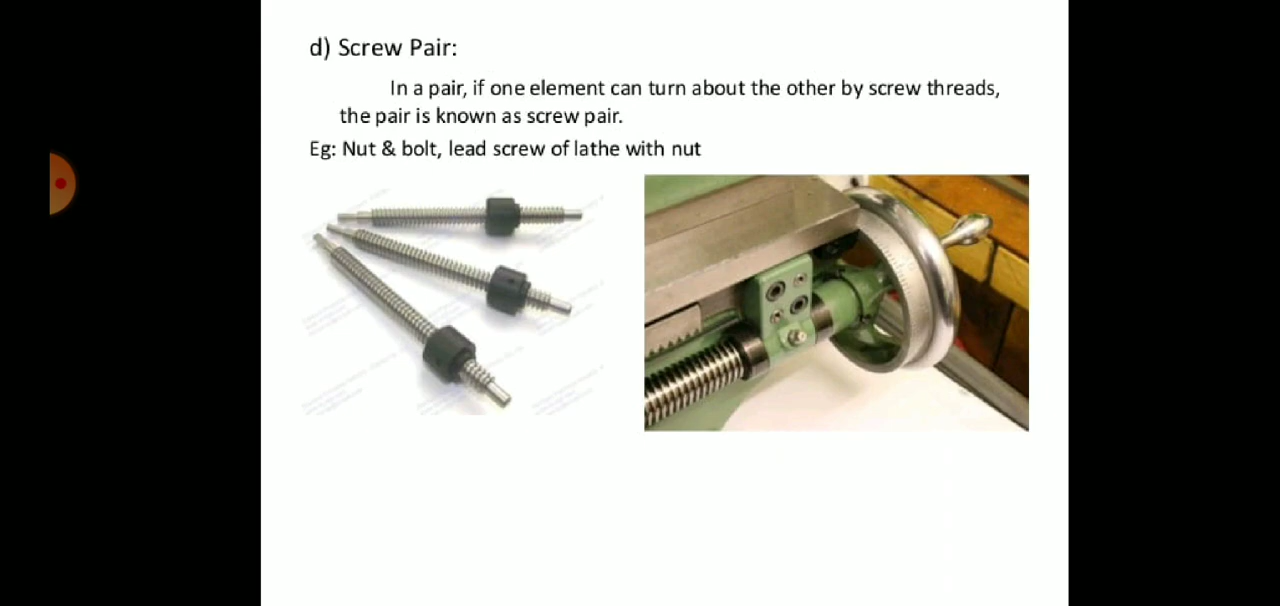 d) Screw Pair:
In a pair, if one element can turn about the other by screw threads,
the pair is known as screw pair.
Eg: Nut & bolt, lead screw of lathe with nut